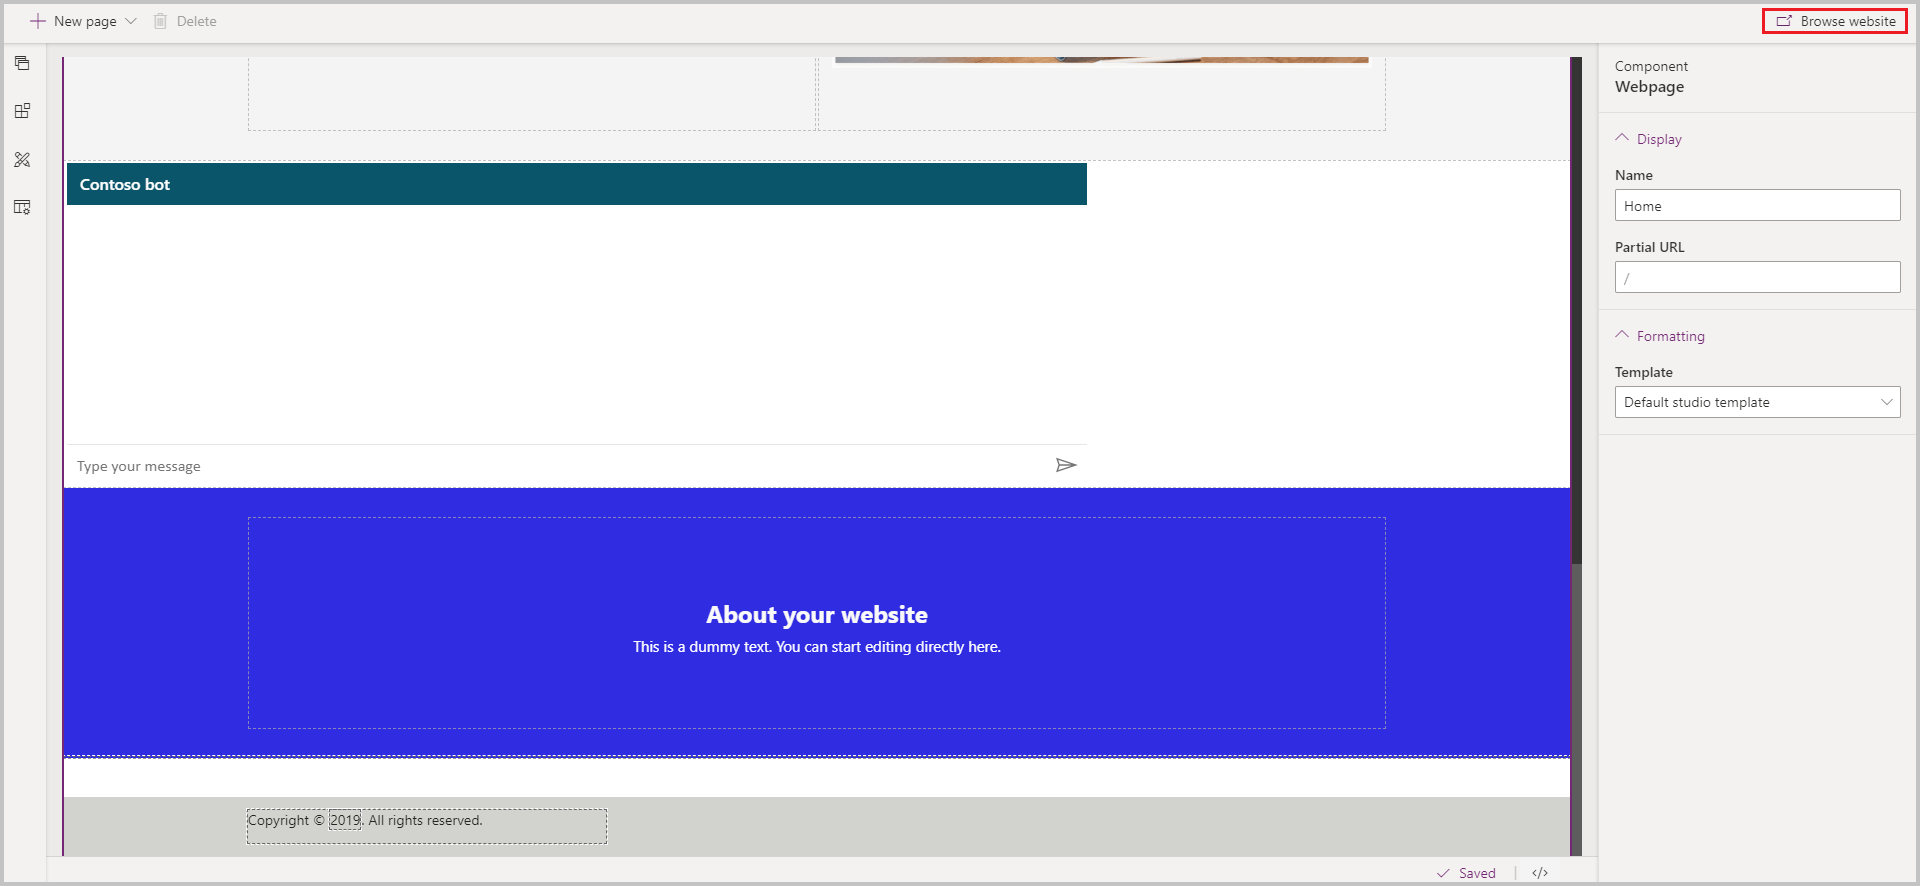 New page
Delete
Browse website
Component
Webpage
Display
Name
Home
Partial URL
/
Formatting
Template
Default studio template
Contoso bot
Type your message
About your website
This is a dummy text. You can start editing directly here.
Copyright © 2019. All rights reserved.
Saved
</>